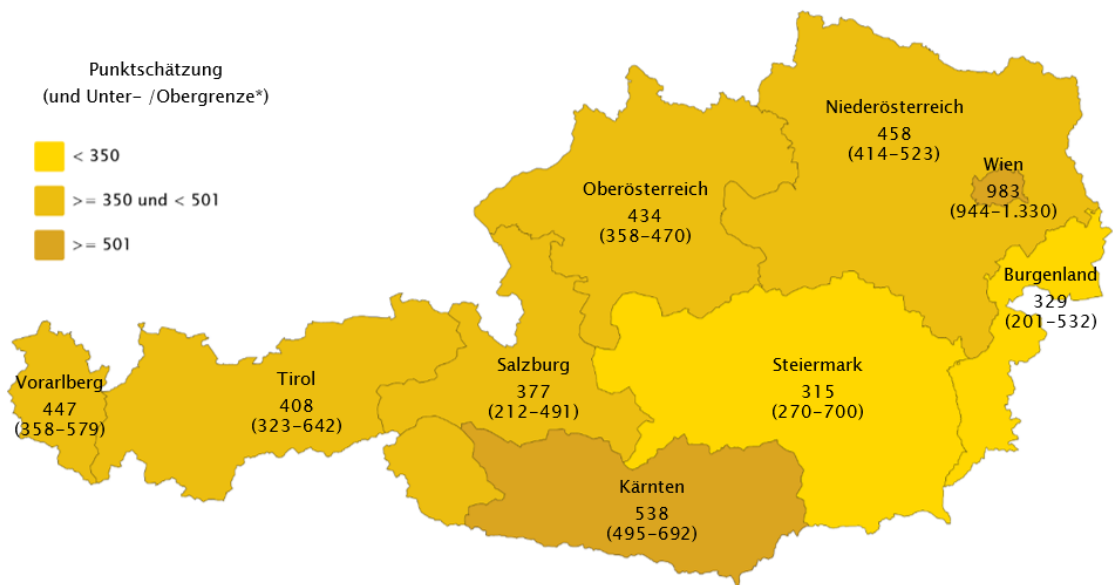 Punktschätzung
(und Unter- /Obergrenze*)
< 350
>= 350 und < 501
>= 501
Niederösterreich
458
(414-523)
Wien
983
(944-1.330)
Oberösterreich
434
(358-470)
Burgenland
329
(201-532)
Vorarlberg
447
(358-579)
Tirol
408
(323-642)
Salzburg
377
(212-491)
Steiermark
315
(270-700)
Kärnten
538
(495-692)